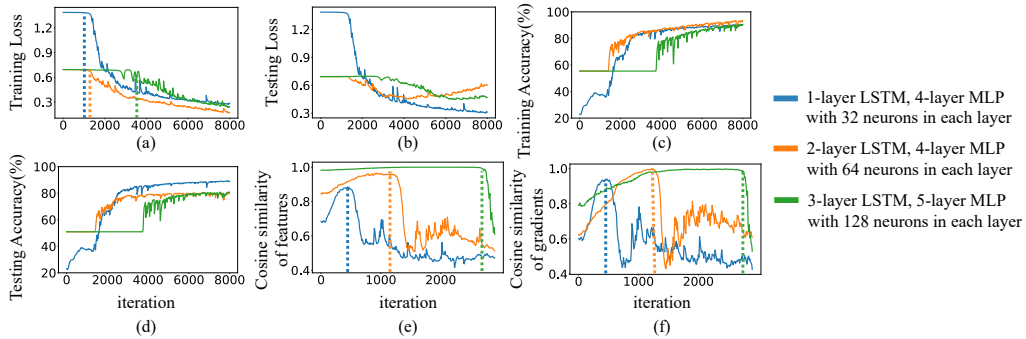 Training Loss
1.2
0.9
0.6
0.3
0 2000 4000 6000 8000
(a)
Testing Loss
1.2
0.9
0.6
0.3
0 2000 4000 6000 8000
(b)
Training Accuracy(%)
100
80
60
40
20
0 2000 4000 6000 8000
(c)
1-layer LSTM, 4-layer MLP
with 32 neurons in each layer
2-layer LSTM, 4-layer MLP
with 64 neurons in each layer
3-layer LSTM, 5-layer MLP
with 128 neurons in each layer
Testing Accuracy(%)
100
80
60
40
20
0 2000 4000 6000 8000
iteration
(d)
Cosine similarity
of features
1.0
0.8
0.6
0.4
0 1000 2000
iteration
(e)
Cosine similarity
of gradients
1.0
0.8
0.6
0.4
0 1000 2000
iteration
(f)